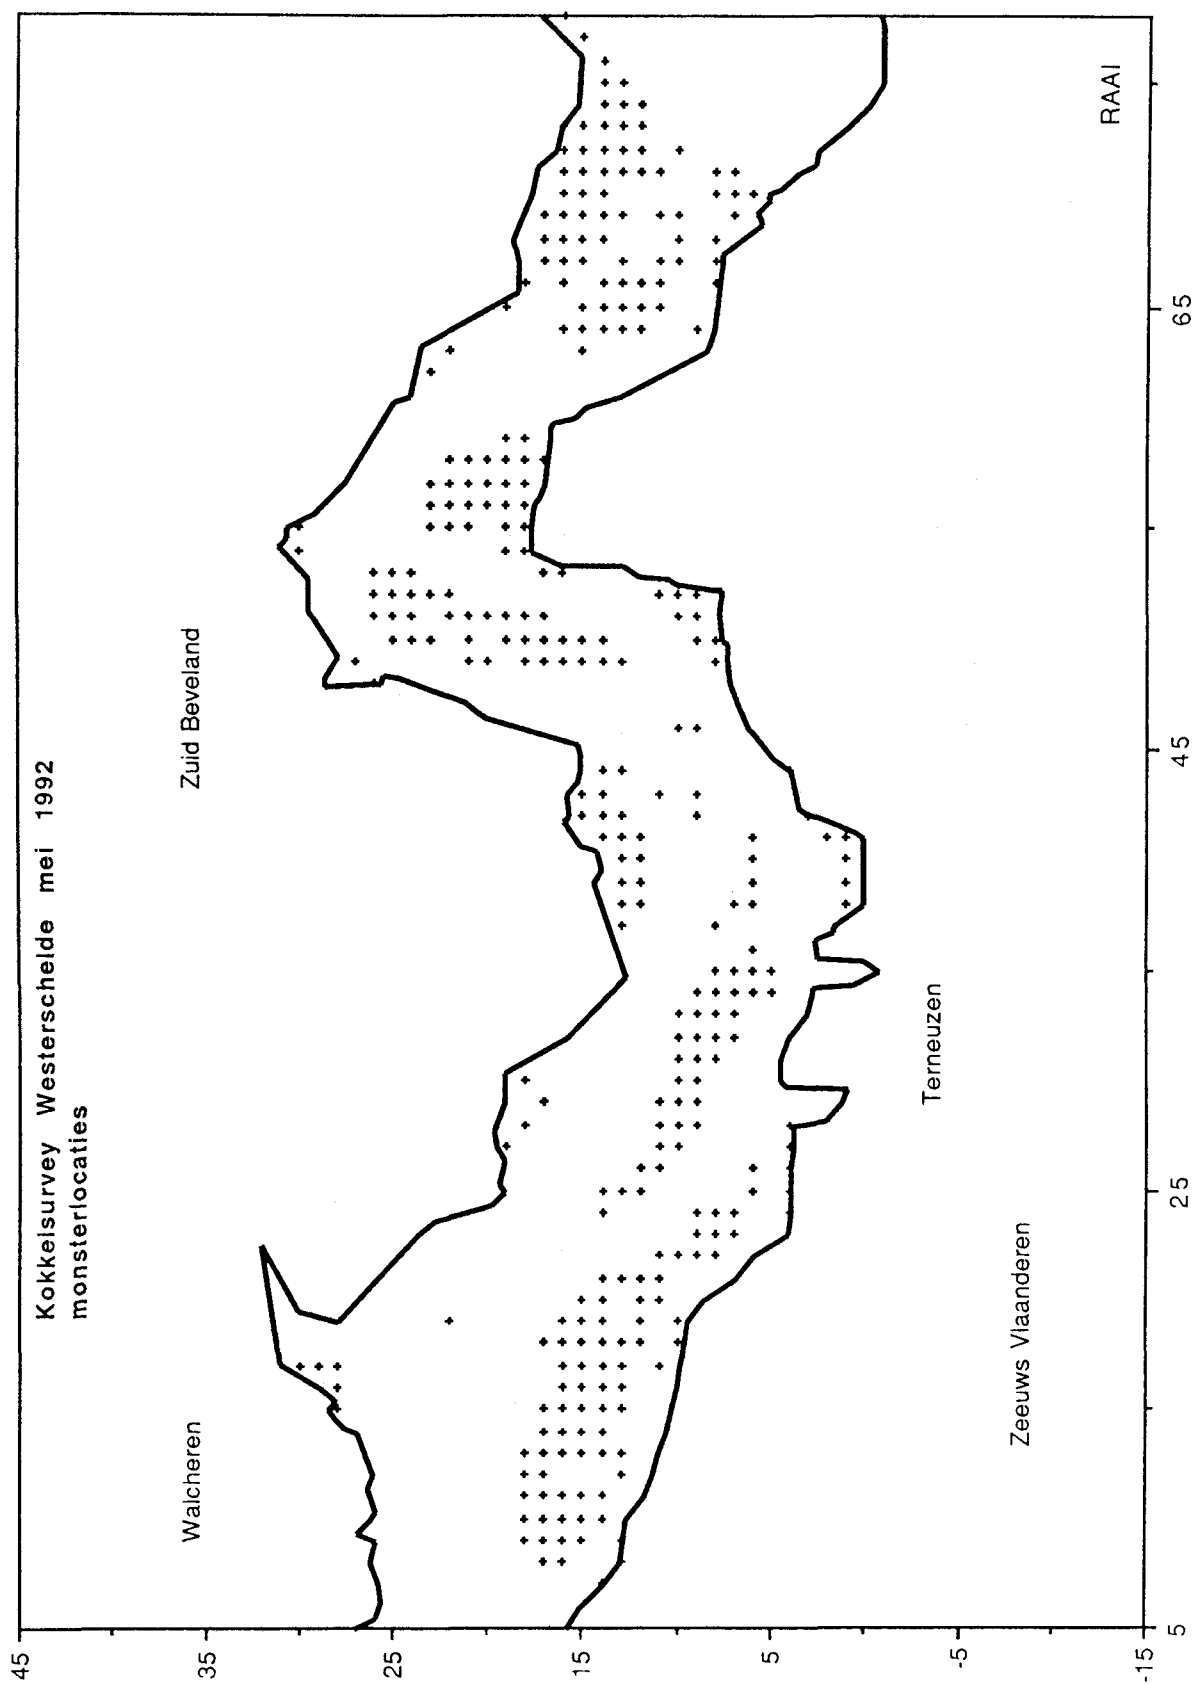 Kokkelsurvey Westerschelde mei 1992
monsterlocaties
Walcheren
Zuid Beveland
Terneuzen
Zeeuws Vlaanderen
RAAI
45
35
25
15
5
-5
-15
5
25
45
65